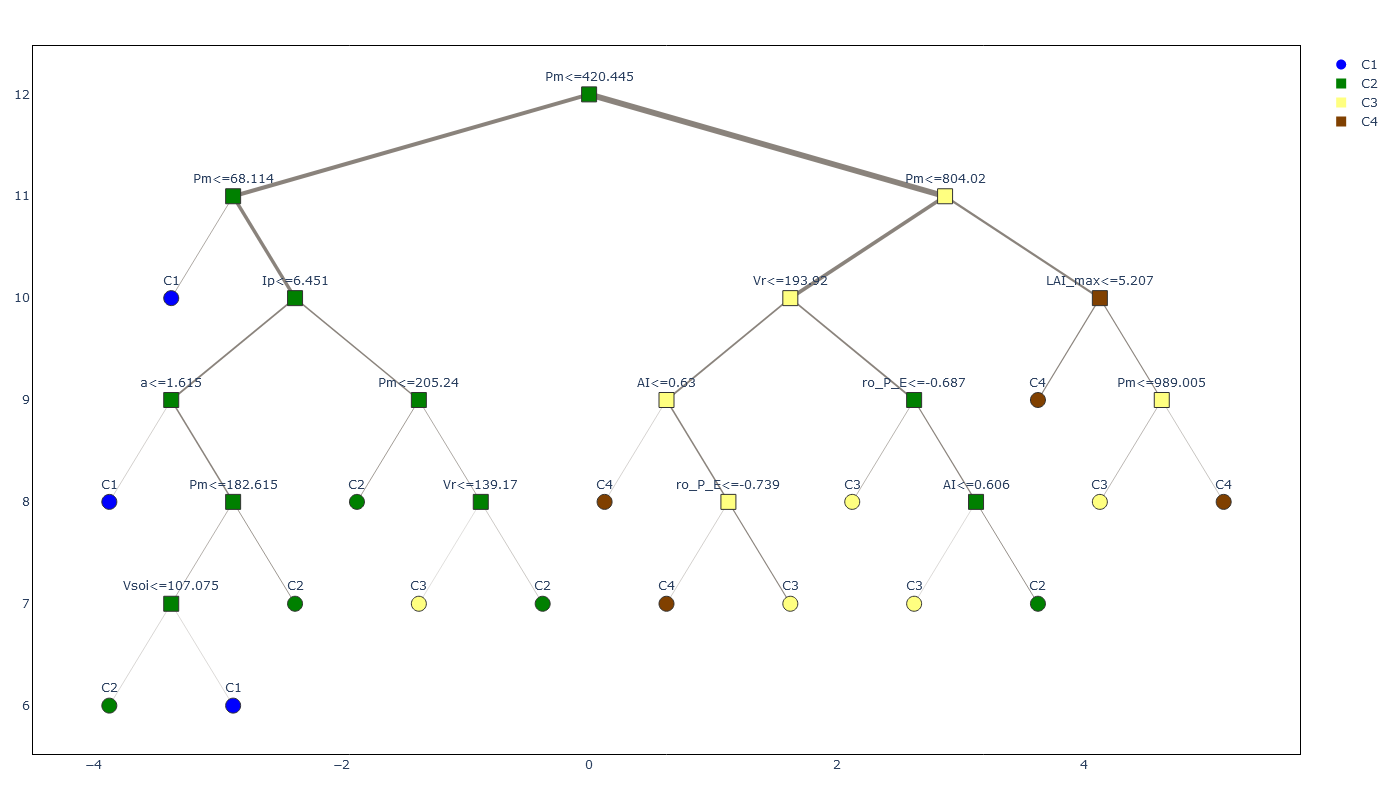 Pm<=420.445
C1
C2
C3
C4
12
Pm<=68.114
Pm<=804.02
11
C1
Ip<=6.451
Vr<=193.92
LAI_max<=5.207
10
a<=1.615
Pm<=205.24
AI<=0.63
ro_P_E<=-0.687
C4
Pm<=989.005
9
C1
Pm<=182.615
C2
Vr<=139.17
C4
ro_P_E<=-0.739
C3
AI<=0.606
C3
C4
8
Vsoi<=107.075
C2
C3
C2
C4
C3
C3
C2
7
C2
C1
6
−4
−2
0
2
4